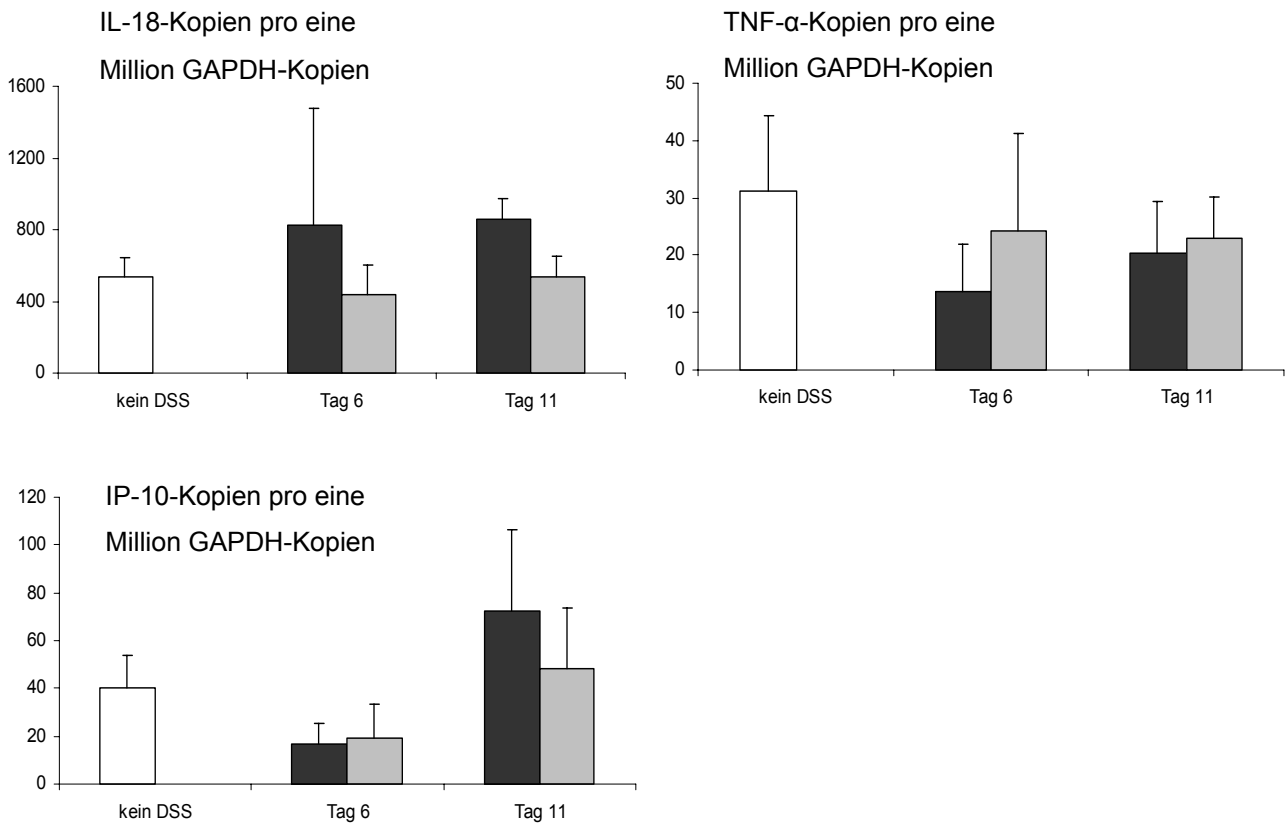 IL-18-Kopien pro eine
Million GAPDH-Kopien
1600
1200
800
400
0
kein DSS Tag 6 Tag 11
TNF-α-Kopien pro eine
Million GAPDH-Kopien
50
40
30
20
10
0
kein DSS Tag 6 Tag 11
IP-10-Kopien pro eine
Million GAPDH-Kopien
120
100
80
60
40
20
0
kein DSS Tag 6 Tag 11